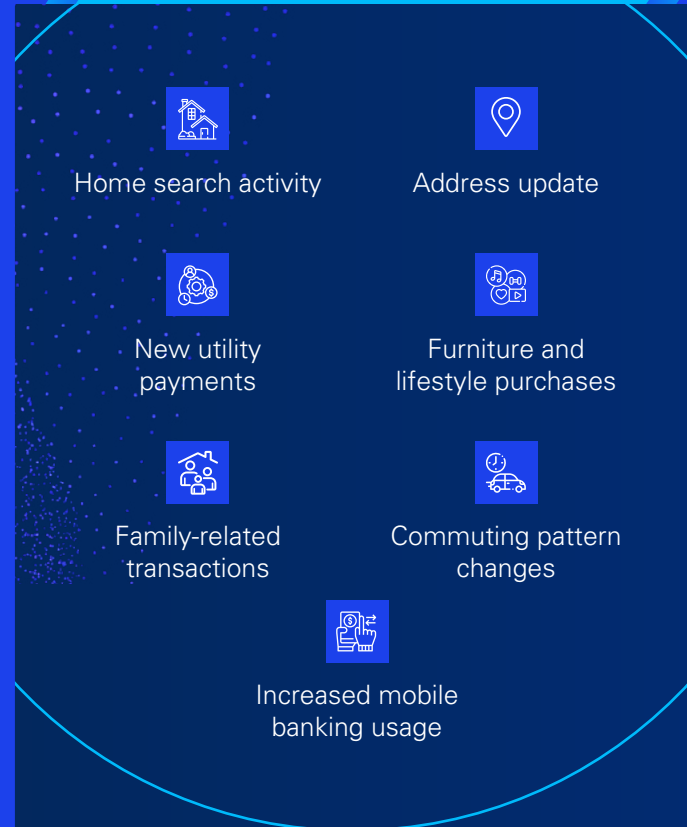 Home search activity
Address update
New utility
payments
Furniture and
lifestyle purchases
Family-related
transactions
Commuting pattern
changes
Increased mobile
banking usage